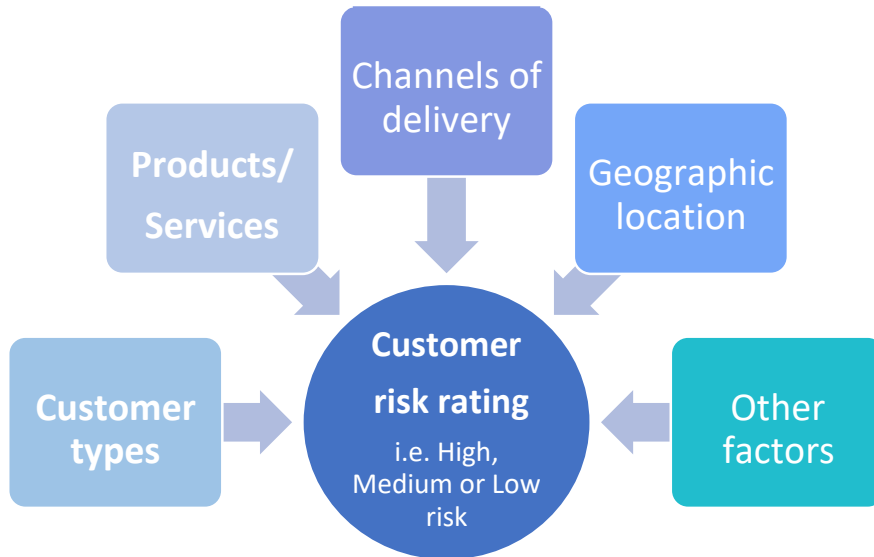 Channels of
delivery
Products/
Services
Geographic
location
Customer
types
Customer
risk rating
i.e. High,
Medium or Low
risk
Other
factors